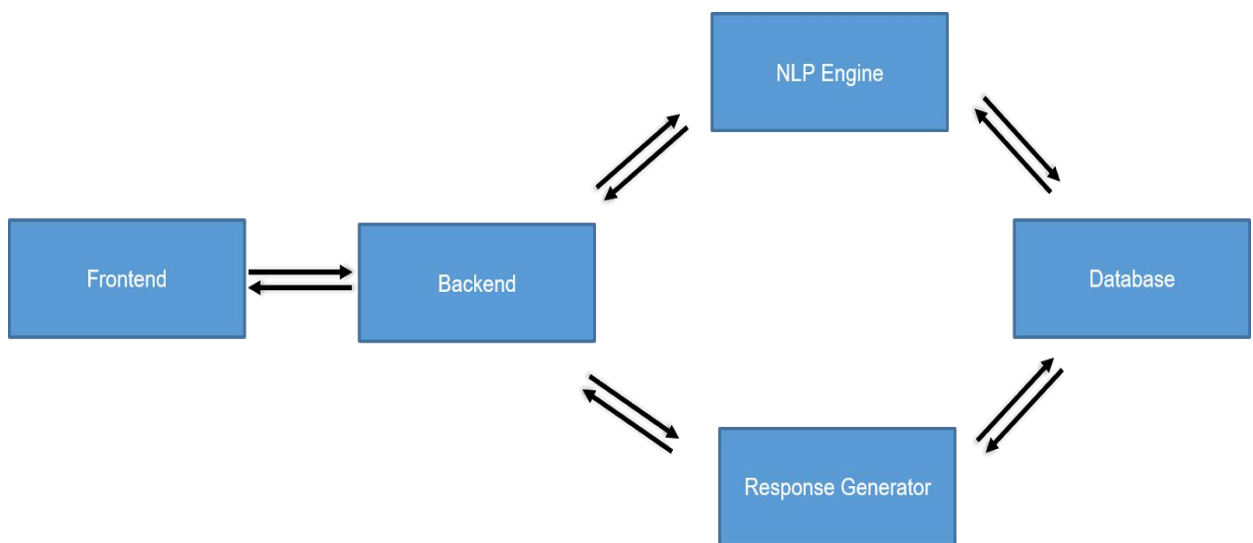 NLP Engine
Frontend
Backend
Database
Response Generator